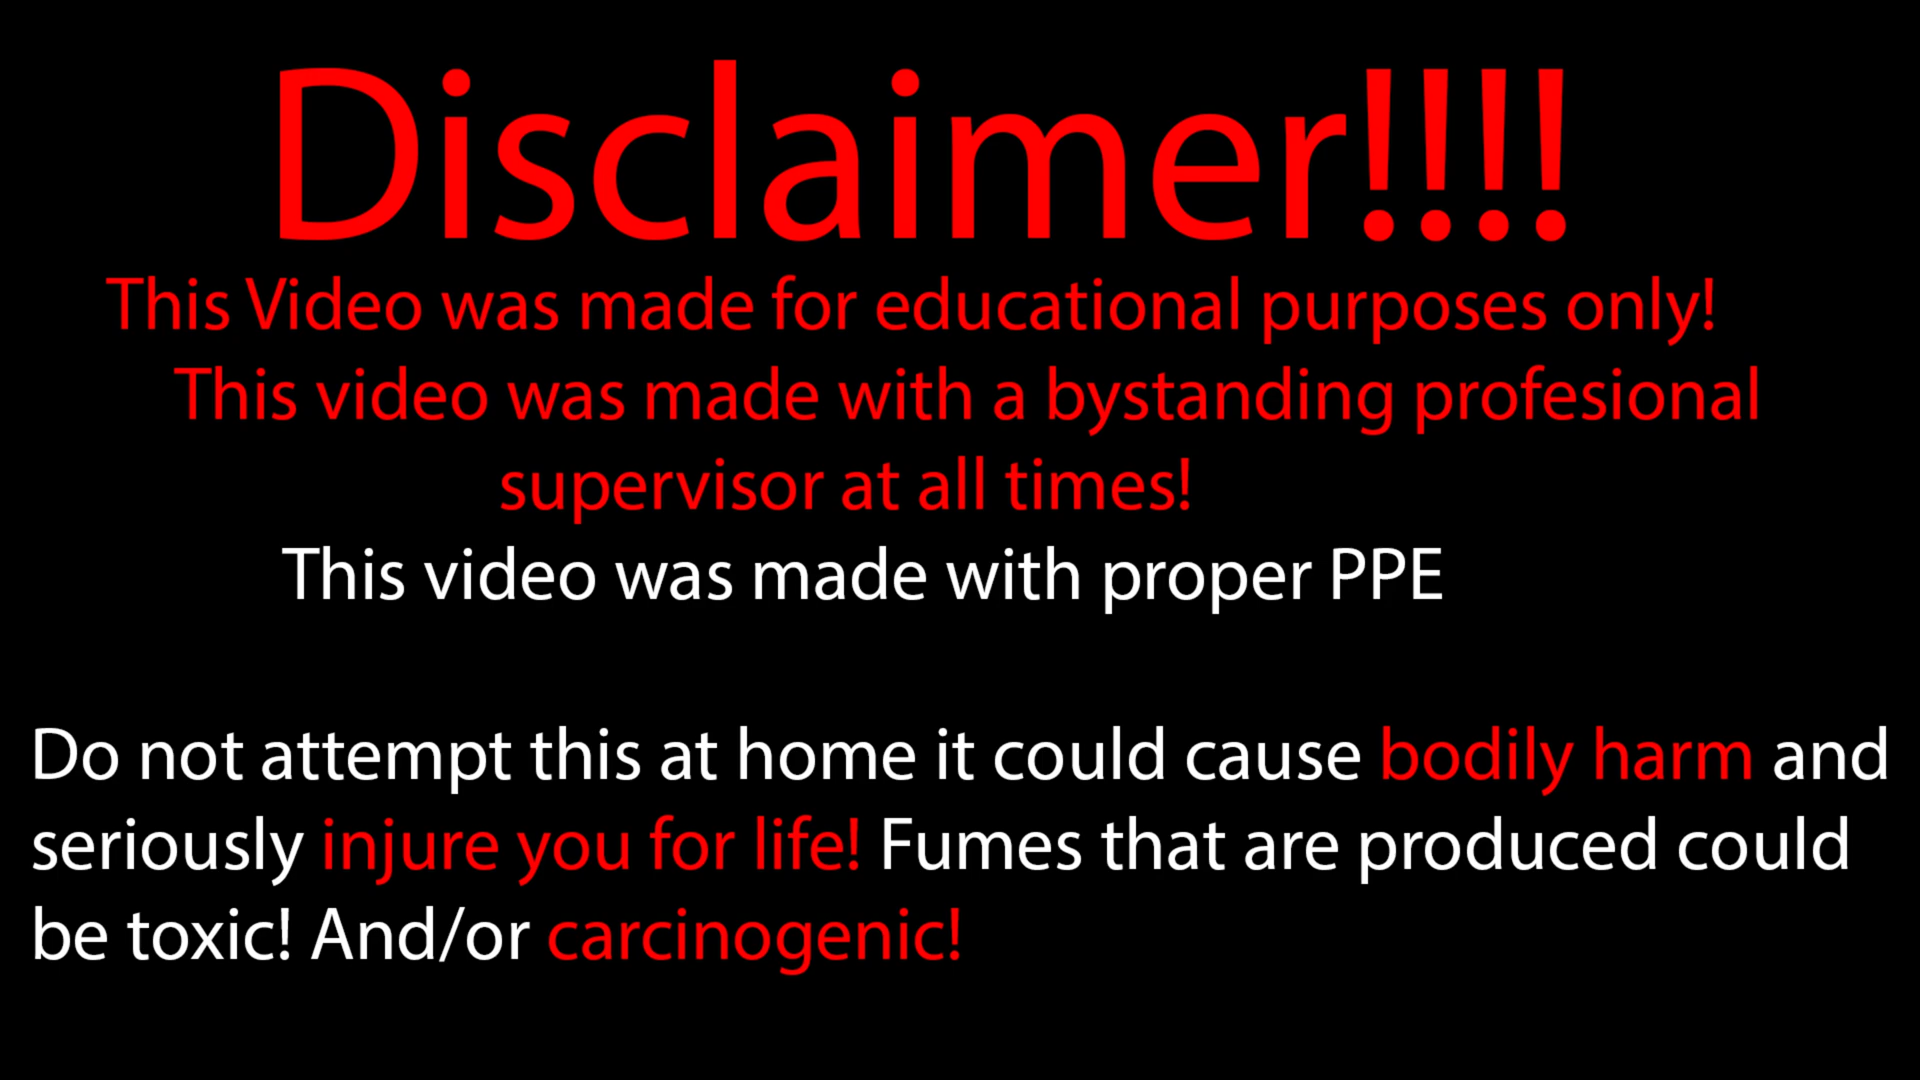 Disclaimer!!!!
This Video was made for educational purposes only!
This video was made with a bystanding profesional
supervisor at all times!
This video was made with proper PPE
Do not attempt this at home it could cause bodily harm and
seriously injure you for life! Fumes that are produced could
be toxic! And/or carcinogenic!